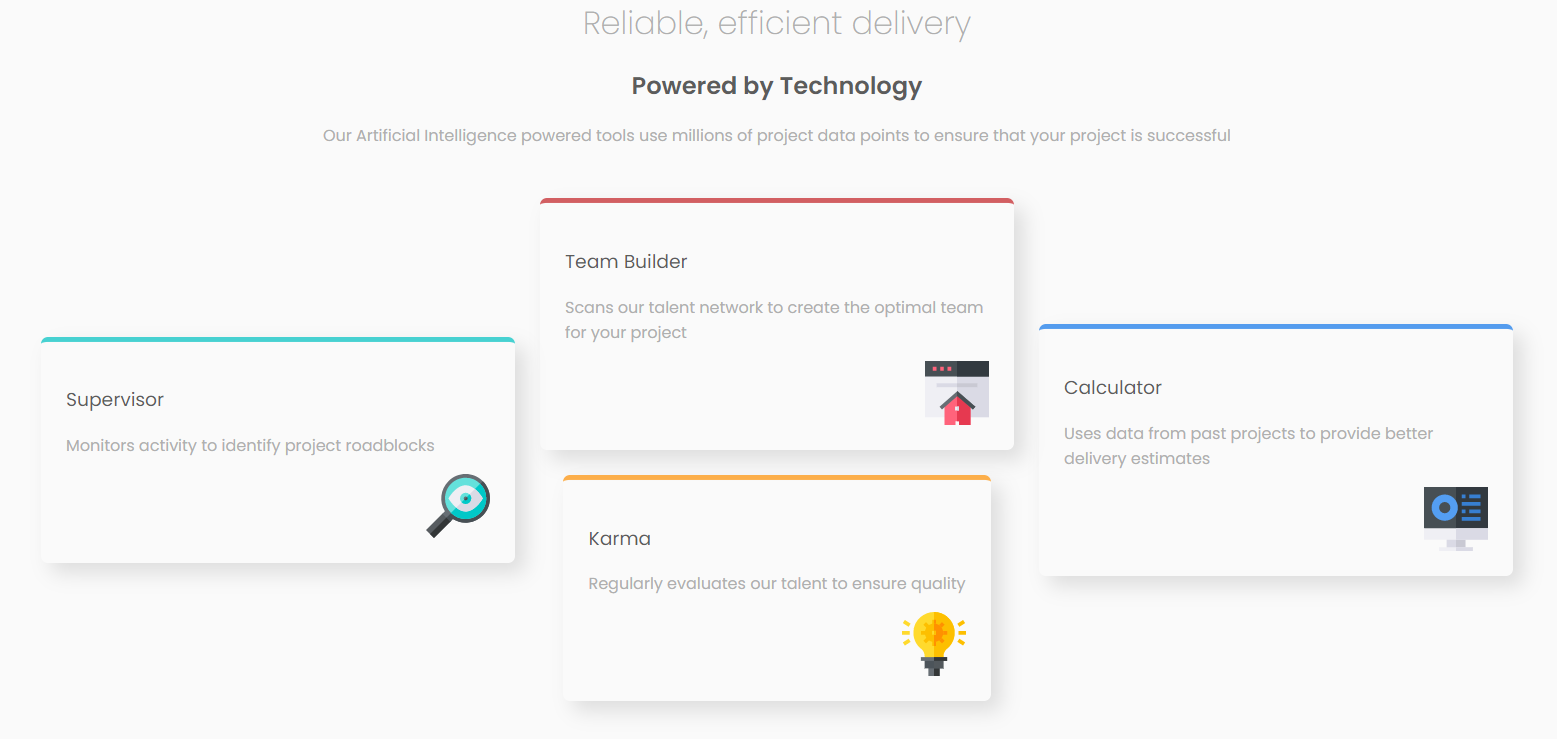 Reliable, efficient delivery
Powered by Technology
Our Artificial Intelligence powered tools use millions of project data points to ensure that your project is successful
Supervisor
Monitors activity to identify project roadblocks
Team Builder
Scans our talent network to create the optimal team
for your project
Karma
Regularly evaluates our talent to ensure quality
Calculator
Uses data from past projects to provide better
delivery estimates